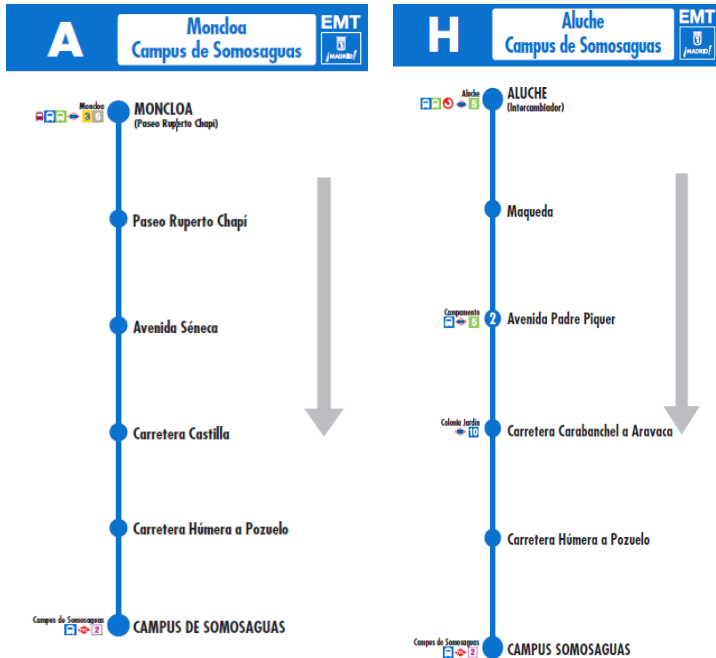 A
Moncloa
Campus de Somosaguas
EMT
¡MADRID!
Moncloa
3 6
MONCLOA
(Paseo Ruperto Chapí)
Paseo Ruperto Chapí
Avenida Séneca
Carretera Castilla
Carretera Húmera a Pozuelo
Campus de Somosaguas
2
CAMPUS DE SOMOSAGUAS
H
Aluche
Campus de Somosaguas
EMT
¡MADRID!
Aluche
5
ALUCHE
(Intercambiador)
Maqueda
Campamento
5
2
Avenida Padre Piquer
Colonia Jardín
10
Carretera Carabanchel a Aravaca
Carretera Húmera a Pozuelo
Campus de Somosaguas
2
CAMPUS SOMOSAGUAS